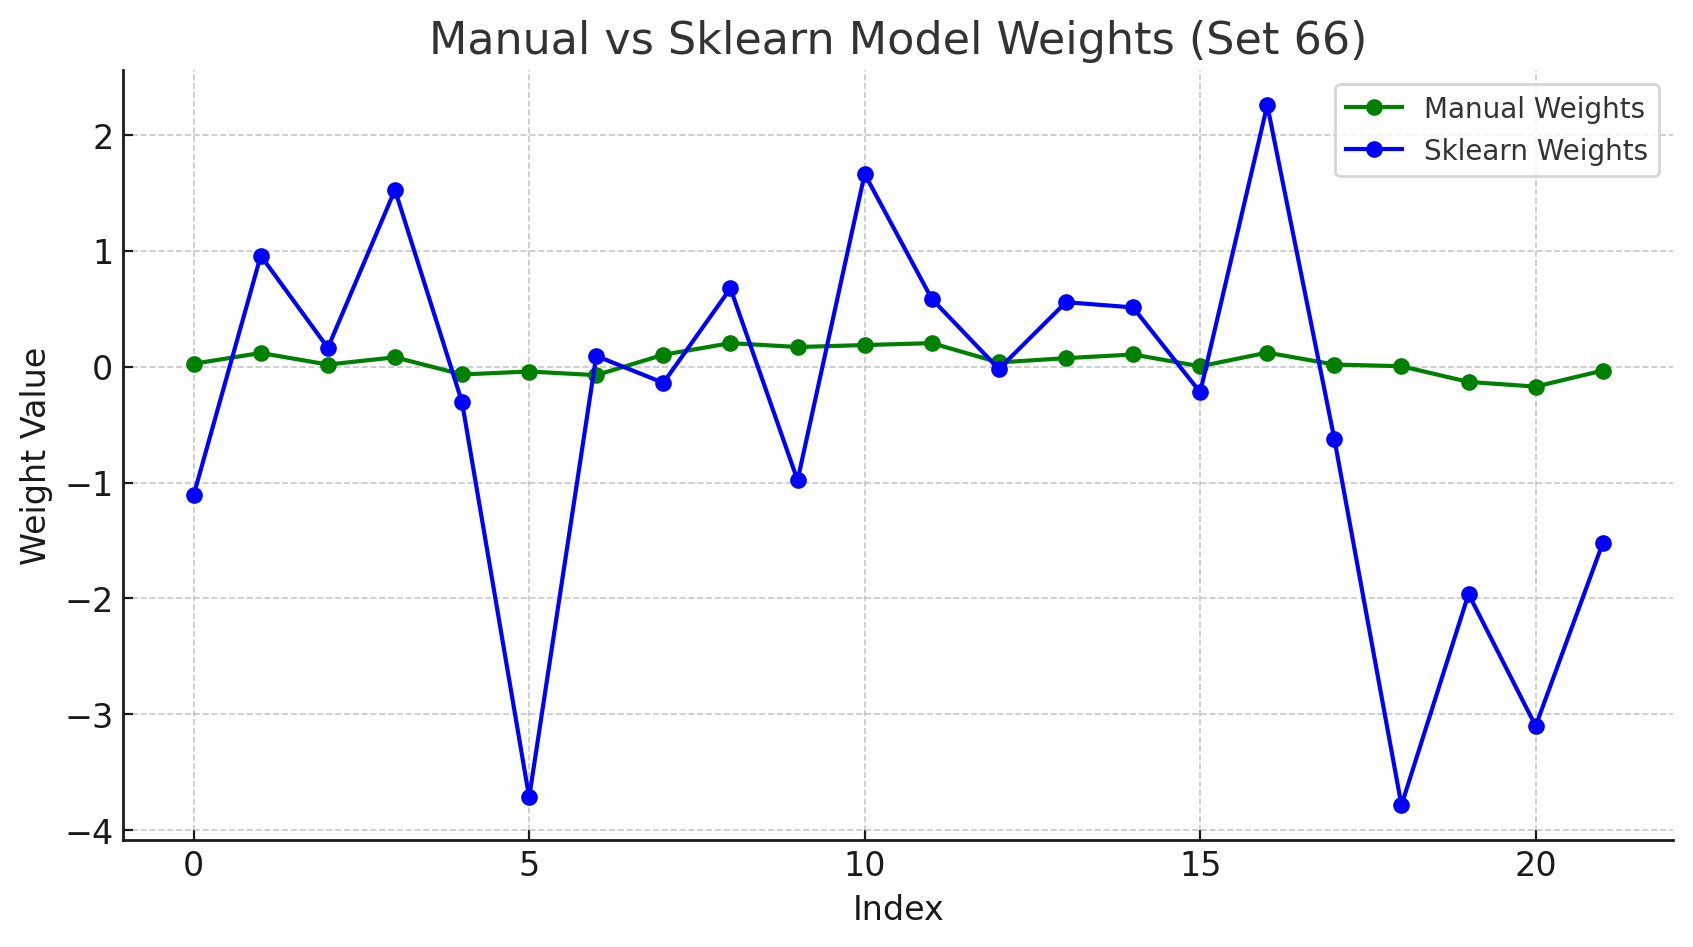 Manual vs Sklearn Model Weights (Set 66)
Manual Weights
Sklearn Weights
Weight Value
2
1
0
−1
−2
−3
−4
0 5 10 15 20
Index